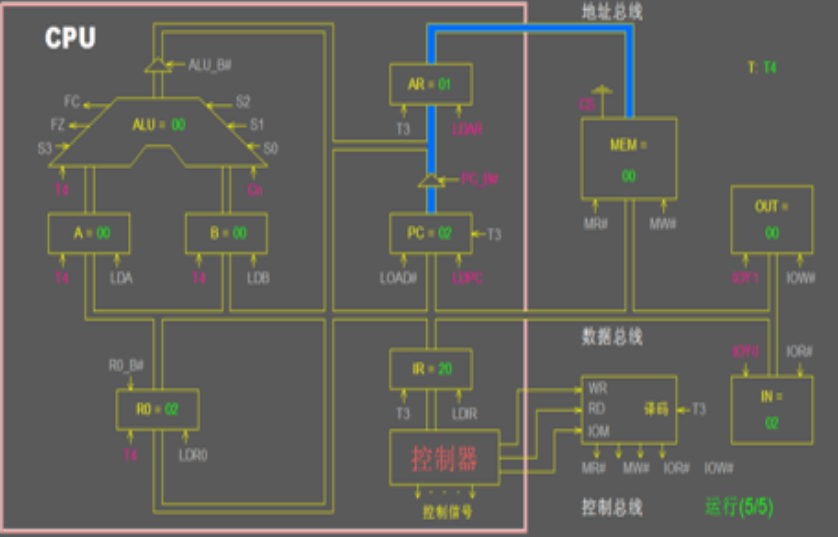 地址总线
CPU
ALU_B#
T: T4
AR = 01
FC
S2
CS
T3
LDAR
FZ
ALU = 00
S1
S3
S0
MEM =
00
T4
Cn
PC_B#
OUT =
00
A = 00
B = 00
PC = 02
T3
MR#
MW#
T4
LDA
T4
LDB
LOAD#
LDPC
IOY1
IOW#
数据总线
R0_B#
IR = 20
IOY0
IOR#
R0 = 02
T3
LDIR
WR
RD
IOM
译码
T3
IN =
02
T4
LDR0
控制器
MR#
MW#
IOR#
IOW#
控制信号
控制总线
运行(5/5)